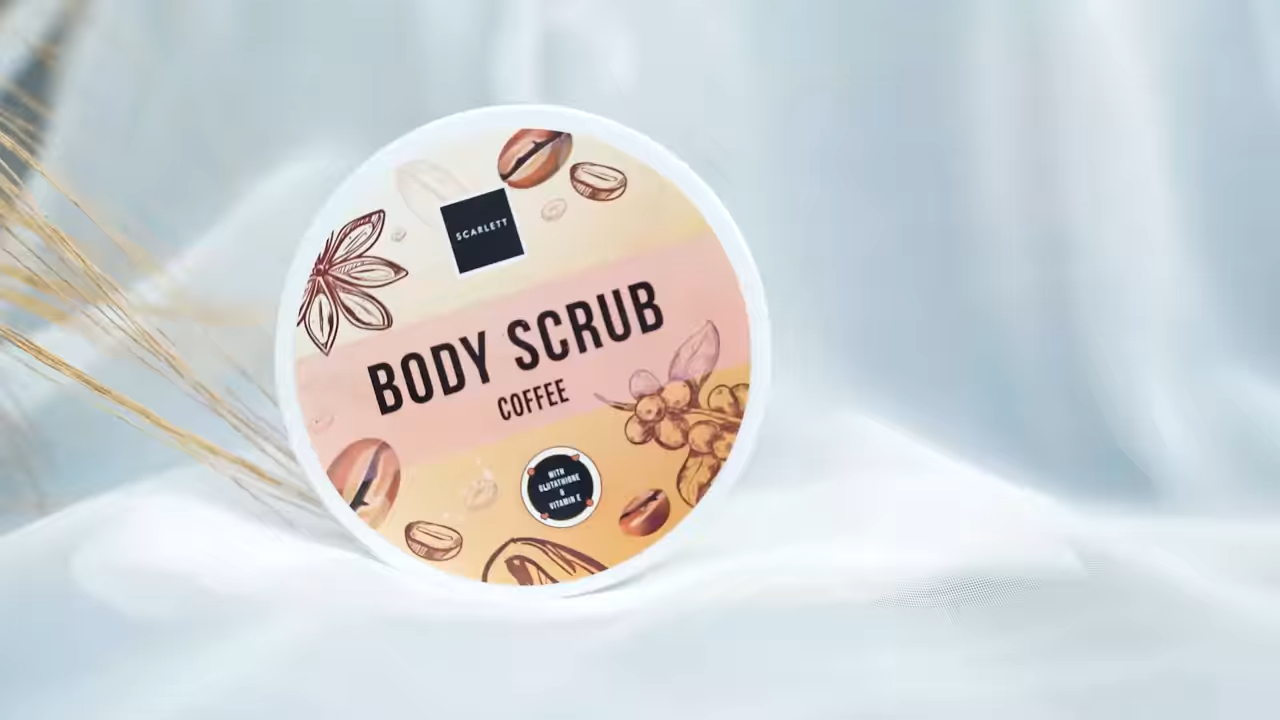 SCARLETT
BODY SCRUB
COFFEE
WITH
GLUTATHIONE
&
VITAMIN E